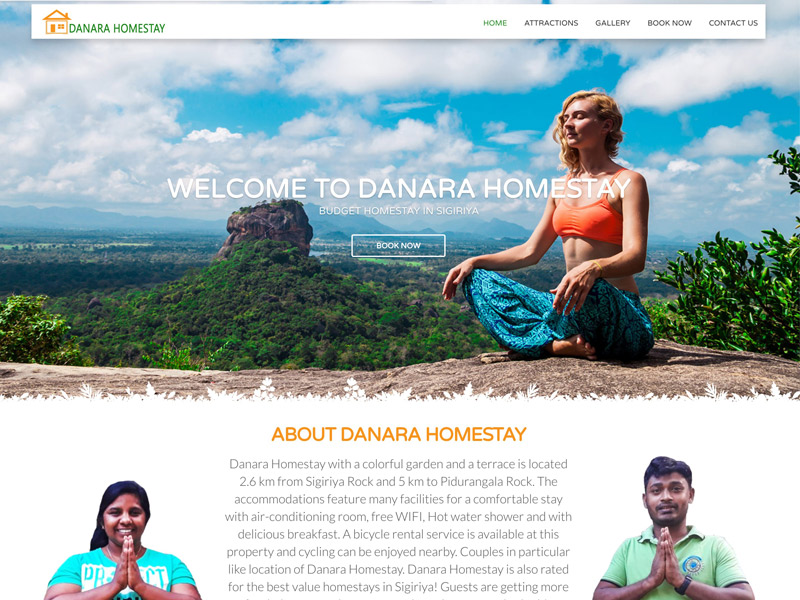 DANARA HOMESTAY
HOME ATTRACTIONS GALLERY BOOK NOW CONTACT US
WELCOME TO DANARA HOMESTAY
BUDGET HOMESTAY IN SIGIRIYA
BOOK NOW
ABOUT DANARA HOMESTAY
Danara Homestay with a colorful garden and a terrace is located
2.6 km from Sigiriya Rock and 5 km to Pidurangala Rock. The
accommodations feature many facilities for a comfortable stay
with air-conditioning room, free WIFI, Hot water shower and with
delicious breakfast. A bicycle rental service is available at this
property and cycling can be enjoyed nearby. Couples in particular
like location of Danara Homestay. Danara Homestay is also rated
for the best value homestays in Sigiriya! Guests are getting more